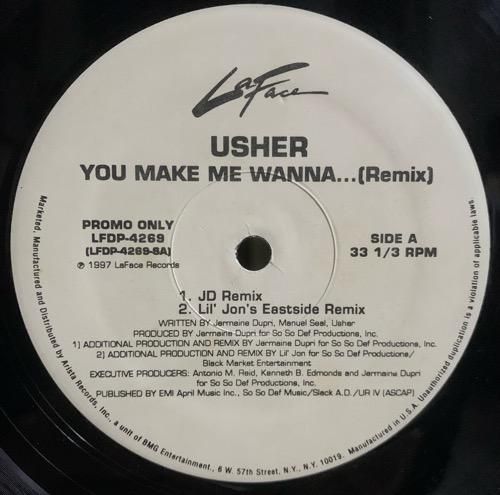 LaFace
USHER
YOU MAKE ME WANNA...(Remix)
PROMO ONLY
LFDP-4269
(LFDP-4269-SA)
℗ 1997 LaFace Records
SIDE A
33 1/3 RPM
1. JD Remix
2. Lil' Jon's Eastside Remix
WRITTEN BY Jermaine Dupri, Manuel Seal, Usher
PRODUCED BY Jermaine Dupri for So So Def Productions, Inc.
1) ADDITIONAL PRODUCTION AND REMIX BY Jermaine Dupri for So So Def Productions, Inc.
2) ADDITIONAL PRODUCTION AND REMIX BY Lil' Jon for So So Def Productions/
Black Market Entertainment
EXECUTIVE PRODUCERS: Antonio M. Reid, Kenneth B. Edmonds and Jermaine Dupri
for So So Def Productions, Inc.
PUBLISHED BY EMI April Music Inc., So So Def Music/Slack A.D./UR IV (ASCAP)
Marketed, Manufactured and Distributed by Arista Records, Inc., a unit of BMG Entertainment., 6 W. 57th Street, N.Y., N.Y. 10019. Manufactured in U.S.A. Unauthorized duplication is a violation of applicable laws.